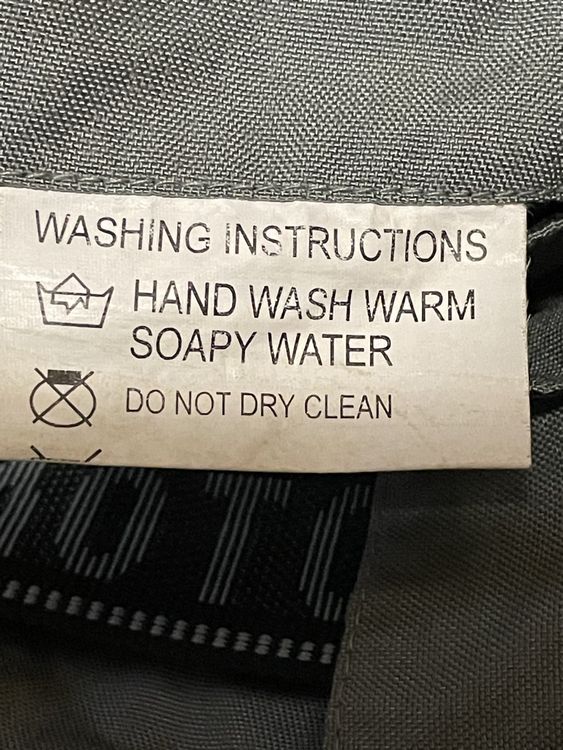 WASHING INSTRUCTIONS
HAND WASH WARM
SOAPY WATER
DO NOT DRY CLEAN